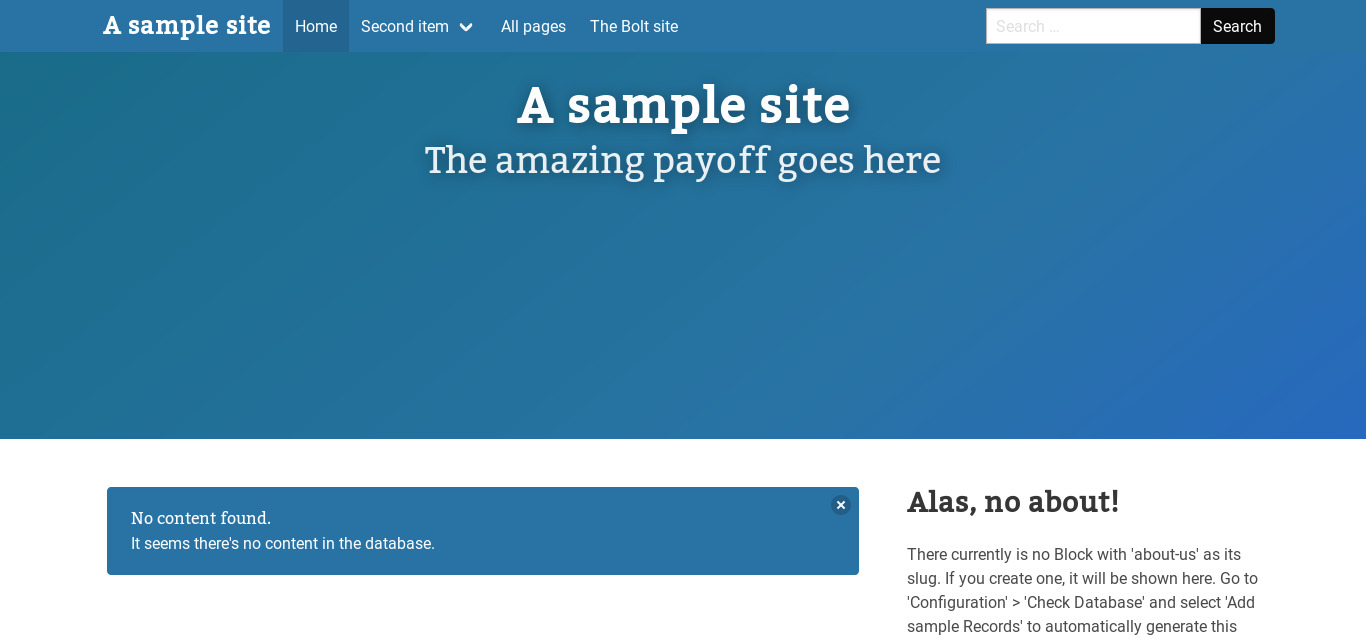 A sample site
Home
Second item
All pages
The Bolt site
Search ...
Search
A sample site
The amazing payoff goes here
No content found.
It seems there's no content in the database.
Alas, no about!
There currently is no Block with 'about-us' as its
slug. If you create one, it will be shown here. Go to
'Configuration' > 'Check Database' and select 'Add
sample Records' to automatically generate this